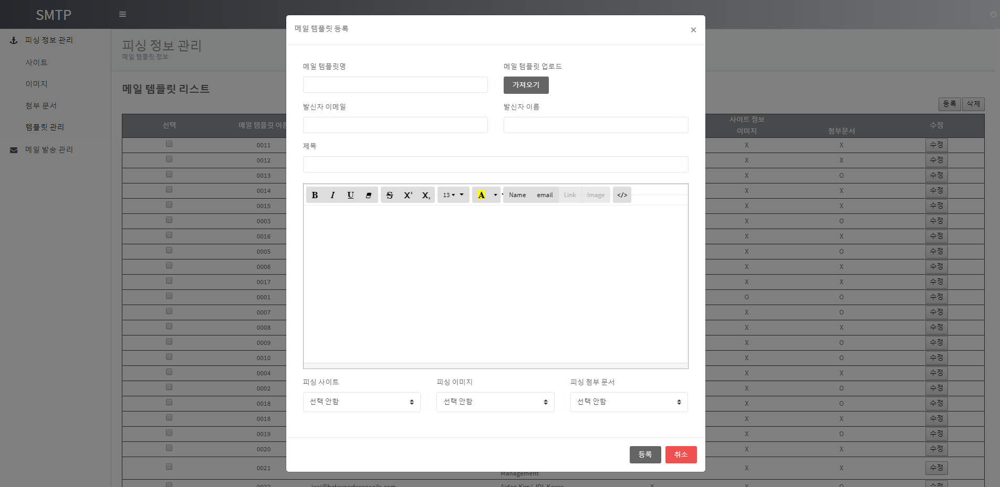 SMTP
피싱 정보 관리
사이트
이미지
첨부 문서
템플릿 관리
메일 발송 관리
피싱 정보 관리
메일 템플릿 정보
메일 템플릿 리스트
등록 삭제
선택 메일 템플릿 이름 사이트 정보 수정
이미지 첨부문서
0011 X X 수정
0012 X X 수정
0013 X O 수정
0014 X X 수정
0015 X X 수정
0003 X O 수정
0016 X X 수정
0005 X O 수정
0006 X X 수정
0017 X X 수정
0001 O O 수정
0007 X O 수정
0008 X X 수정
0009 X O 수정
0010 X O 수정
0004 X X 수정
0002 X O 수정
0018 X O 수정
0018 X X 수정
0019 X O 수정
0020 X X 수정
0021 X X 수정
Management
X O 수정
메일 템플릿 등록 ×
메일 템플릿명 메일 템플릿 업로드
가져오기
발신자 이메일 발신자 이름
제목
B I U S X² X₂ 13 A Name email Link Image </>
피싱 사이트 피싱 이미지 피싱 첨부 문서
선택 안함 선택 안함 선택 안함
등록 취소